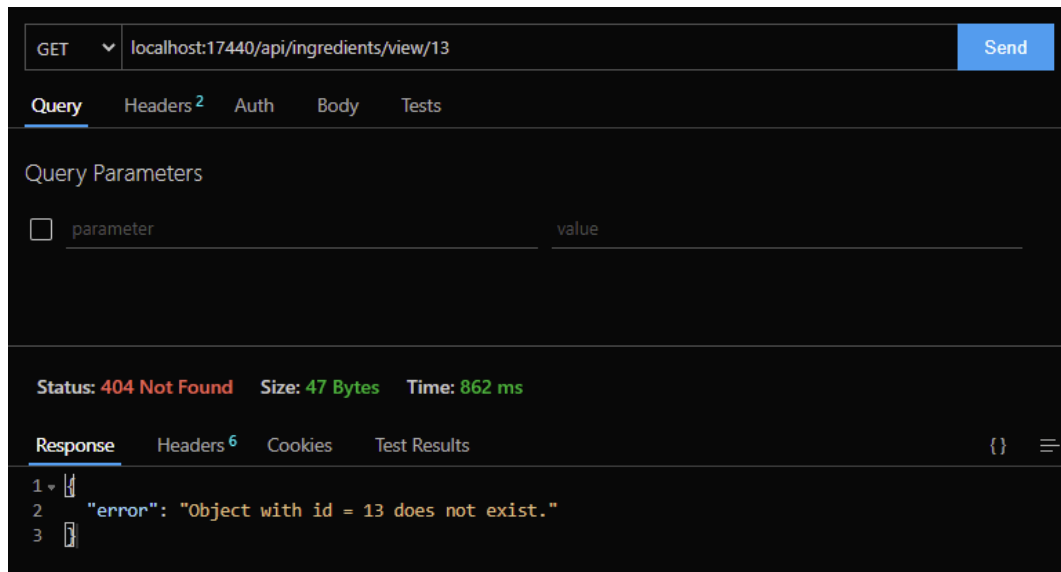 GET localhost:17440/api/ingredients/view/13 Send
Query Headers 2 Auth Body Tests
Query Parameters
parameter value
Status: 404 Not Found Size: 47 Bytes Time: 862 ms
Response Headers 6 Cookies Test Results {}
1 {
2 "error": "Object with id = 13 does not exist."
3 }